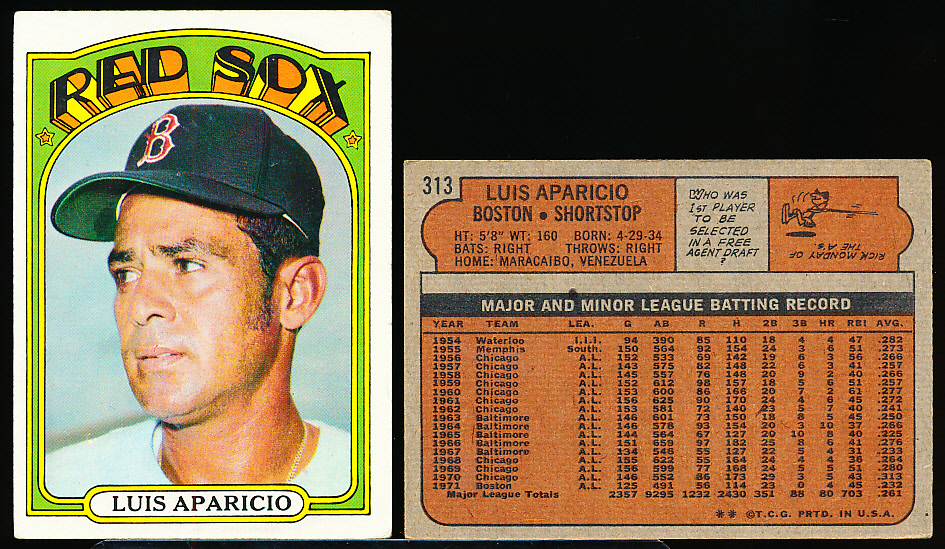 RED SOX
B
LUIS APARICIO
313
LUIS APARICIO
BOSTON • SHORTSTOP
HT: 5'8" WT: 160 BORN: 4-29-34
BATS: RIGHT THROWS: RIGHT
HOME: MARACAIBO, VENEZUELA
WHO WAS
1ST PLAYER
TO BE
SELECTED
IN A FREE
AGENT DRAFT
?
RICK MONDAY OF
THE A'S.
MAJOR AND MINOR LEAGUE BATTING RECORD
YEAR TEAM LEA. G AB R H 2B 3B HR RBI AVG.
1954 Waterloo I.I.I. 94 390 85 110 18 4 4 47 .282
1955 Memphis South. 150 564 92 154 24 3 6 51 .273
1956 Chicago A.L. 152 533 69 142 19 6 3 56 .266
1957 Chicago A.L. 143 575 82 148 22 6 3 41 .257
1958 Chicago A.L. 145 557 76 148 20 9 2 40 .266
1959 Chicago A.L. 152 612 98 157 18 5 6 51 .257
1960 Chicago A.L. 153 600 86 166 20 7 2 61 .277
1961 Chicago A.L. 156 625 90 170 24 4 6 45 .272
1962 Chicago A.L. 153 581 72 140 23 5 7 40 .241
1963 Baltimore A.L. 146 601 73 150 18 8 5 45 .250
1964 Baltimore A.L. 146 578 93 154 20 3 10 37 .266
1965 Baltimore A.L. 144 564 67 127 20 10 8 40 .225
1966 Baltimore A.L. 151 659 97 182 25 8 6 41 .276
1967 Baltimore A.L. 134 546 55 127 22 5 4 31 .233
1968 Chicago A.L. 155 622 55 164 24 4 4 36 .264
1969 Chicago A.L. 156 599 77 168 24 5 5 51 .280
1970 Chicago A.L. 146 552 86 173 29 3 5 43 .313
1971 Boston A.L. 125 491 56 114 23 0 4 45 .232
Major League Totals 2357 9295 1232 2430 351 88 80 703 .261
** ©T.C.G. PRTD. IN U.S.A.